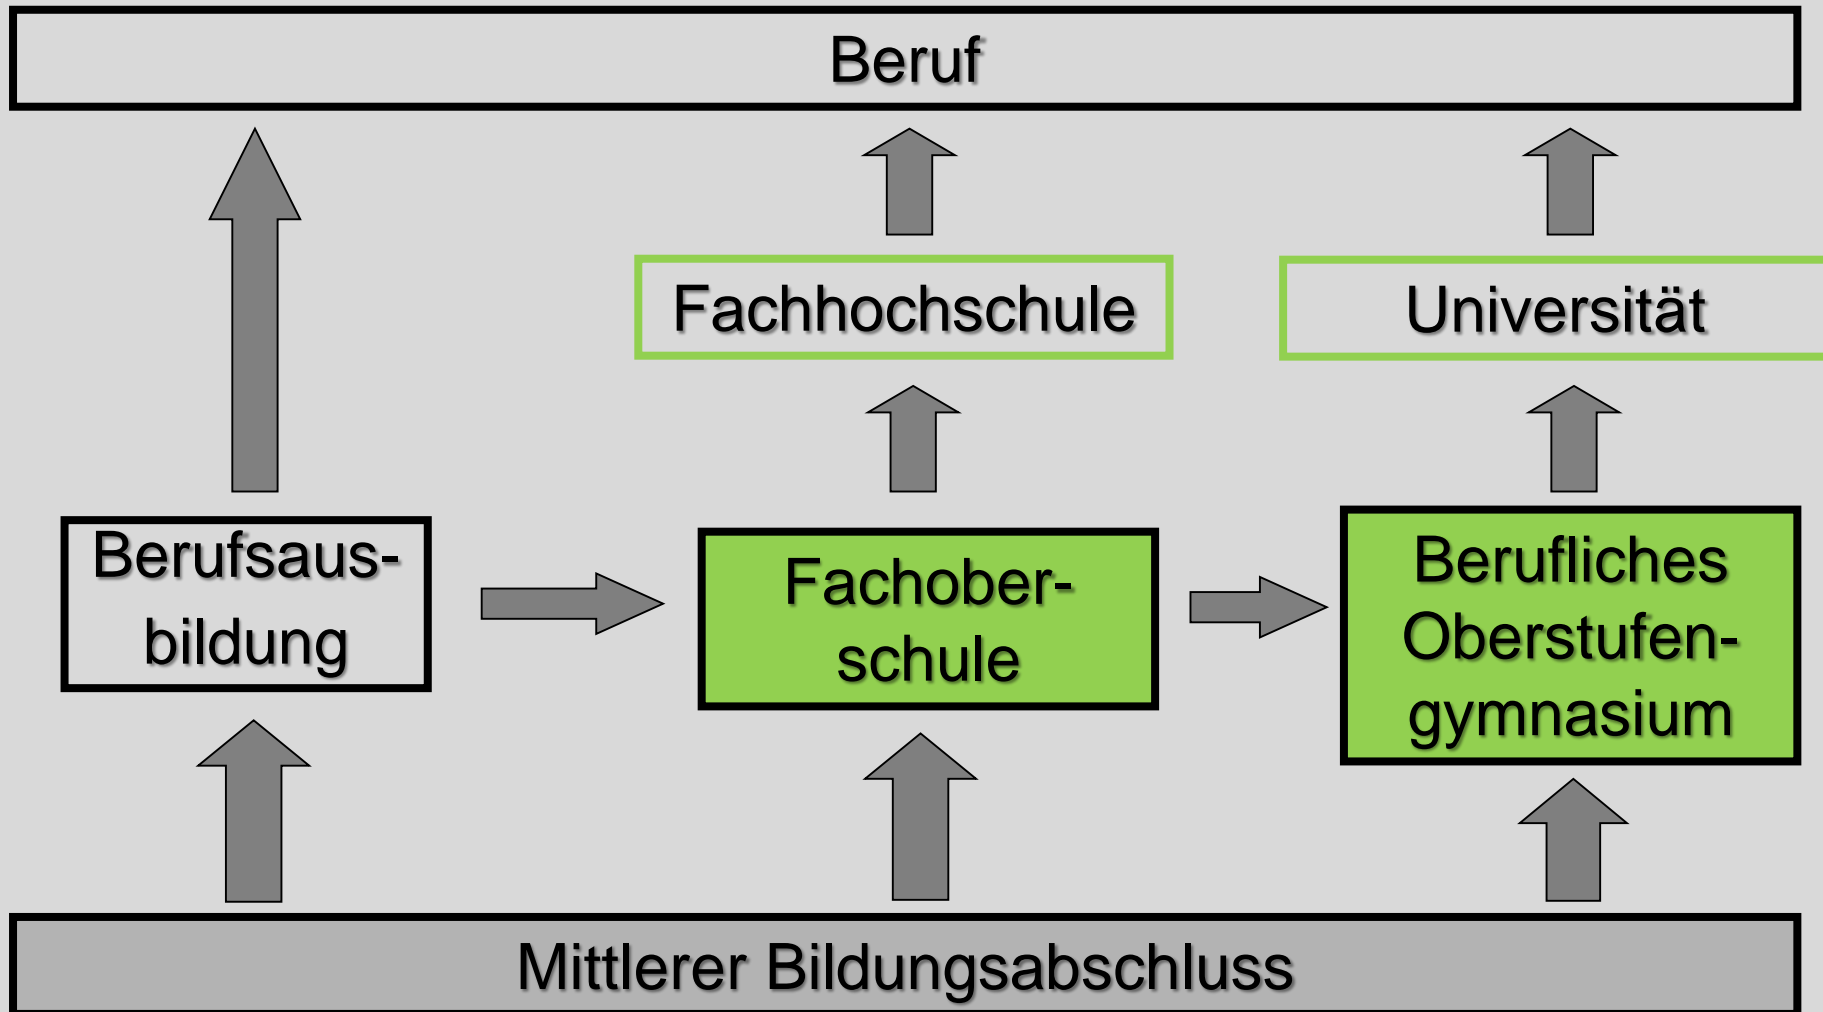 Beruf
Fachhochschule
Universität
Berufsaus-
bildung
Fachober-
schule
Berufliches
Oberstufen-
gymnasium
Mittlerer Bildungsabschluss